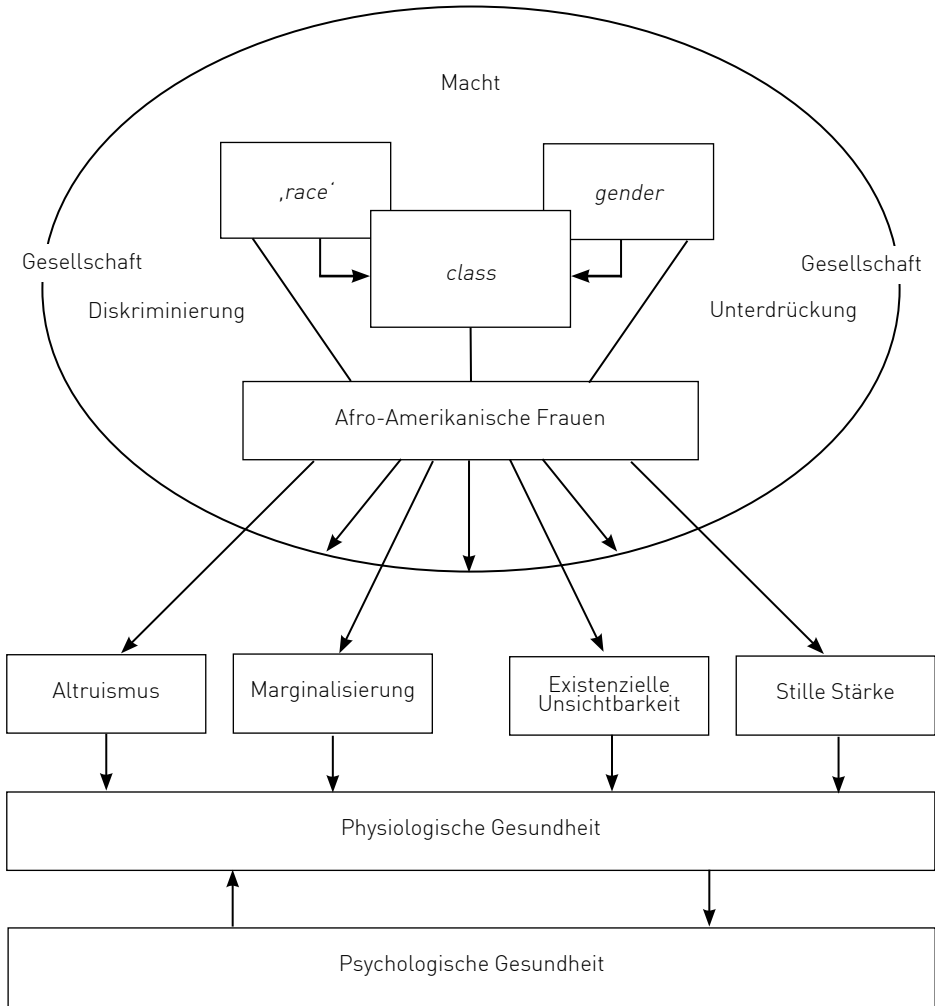 Macht
‚race‘
gender
class
Gesellschaft
Gesellschaft
Diskriminierung
Unterdrückung
Afro-Amerikanische Frauen
Altruismus
Marginalisierung
Existenzielle
Unsichtbarkeit
Stille Stärke
Physiologische Gesundheit
Psychologische Gesundheit